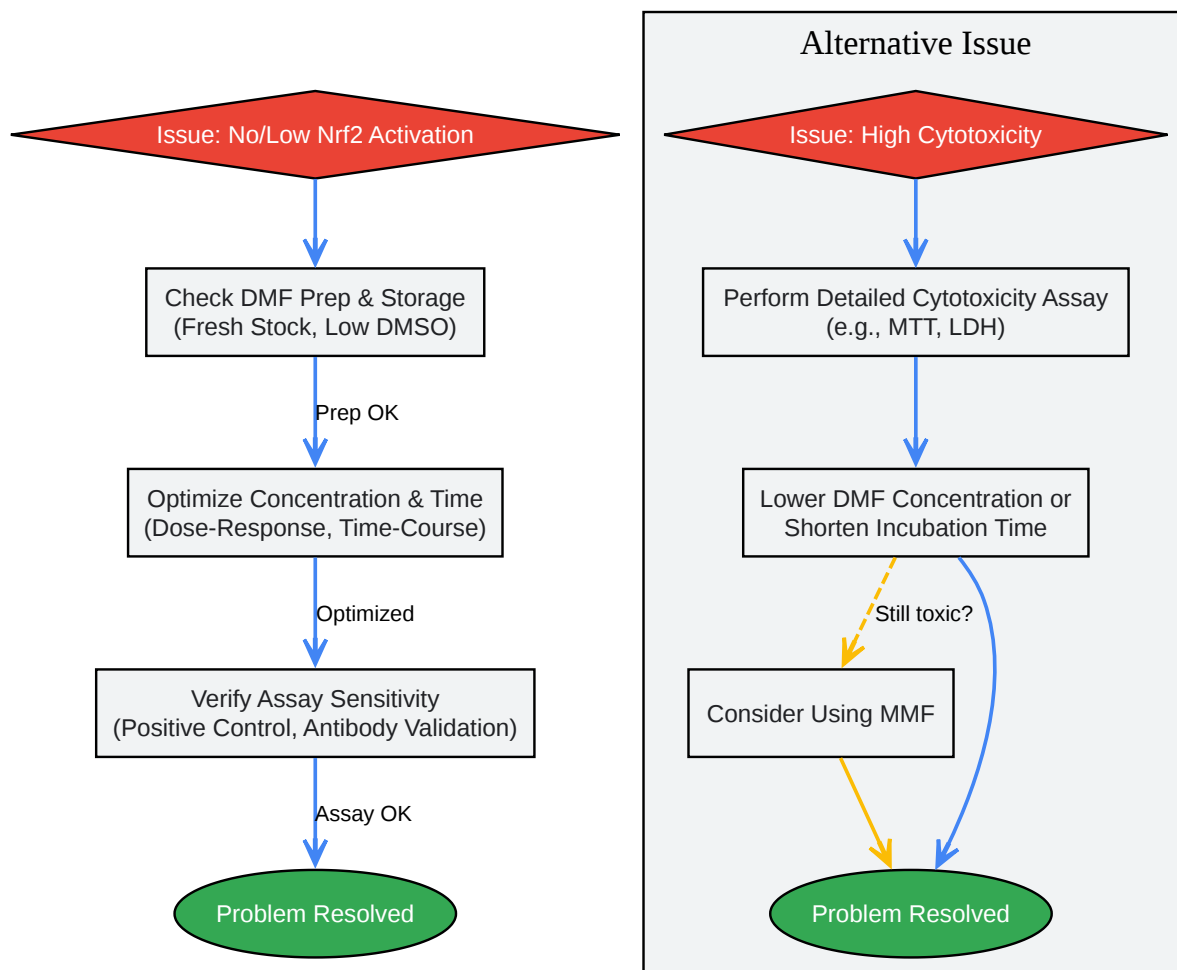 Issue: No/Low Nrf2 Activation
Check DMF Prep & Storage
(Fresh Stock, Low DMSO)
Prep OK
Optimize Concentration & Time
(Dose-Response, Time-Course)
Optimized
Verify Assay Sensitivity
(Positive Control, Antibody Validation)
Assay OK
Problem Resolved
Alternative Issue
Issue: High Cytotoxicity
Perform Detailed Cytotoxicity Assay
(e.g., MTT, LDH)
Lower DMF Concentration or
Shorten Incubation Time
Still toxic?
Consider Using MMF
Problem Resolved